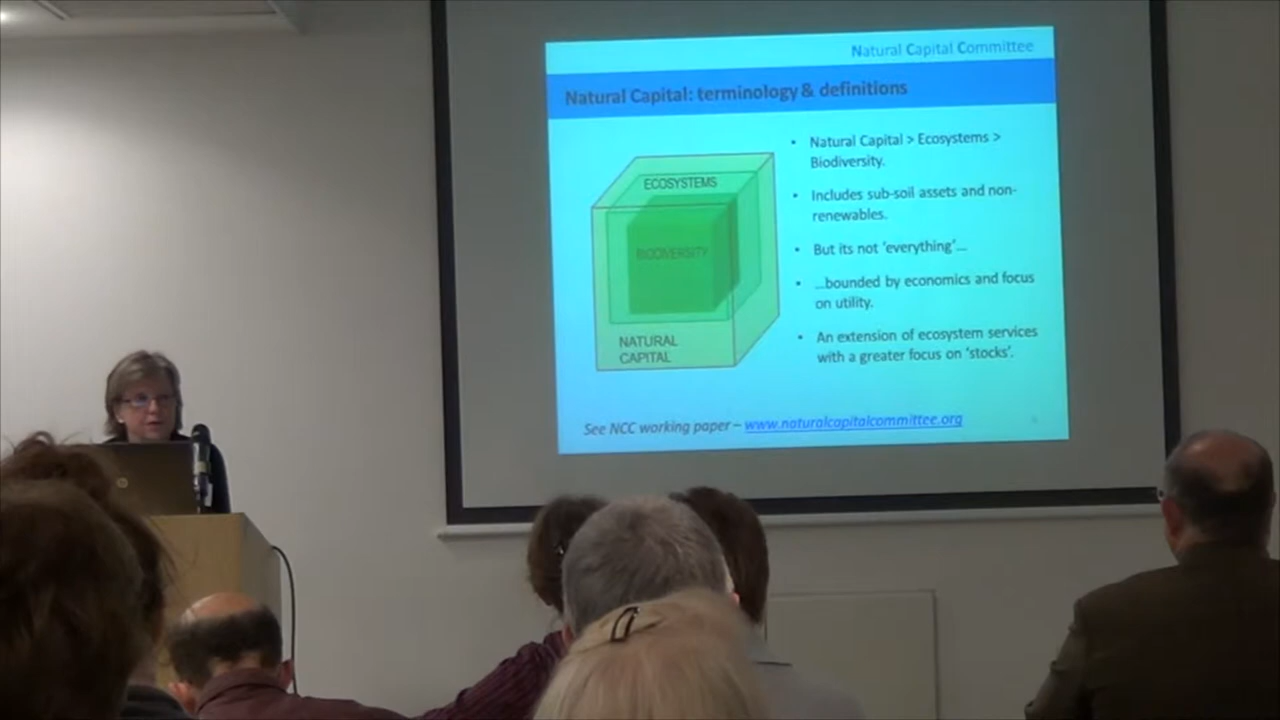 Natural Capital Committee
Natural Capital: terminology & definitions
ECOSYSTEMS
BIODIVERSITY
NATURAL
CAPITAL
• Natural Capital > Ecosystems >
Biodiversity.
• Includes sub-soil assets and non-
renewables.
• But its not ‘everything’...
• ...bounded by economics and focus
on utility.
• An extension of ecosystem services
with a greater focus on ‘stocks’.
See NCC working paper – www.naturalcapitalcommittee.org